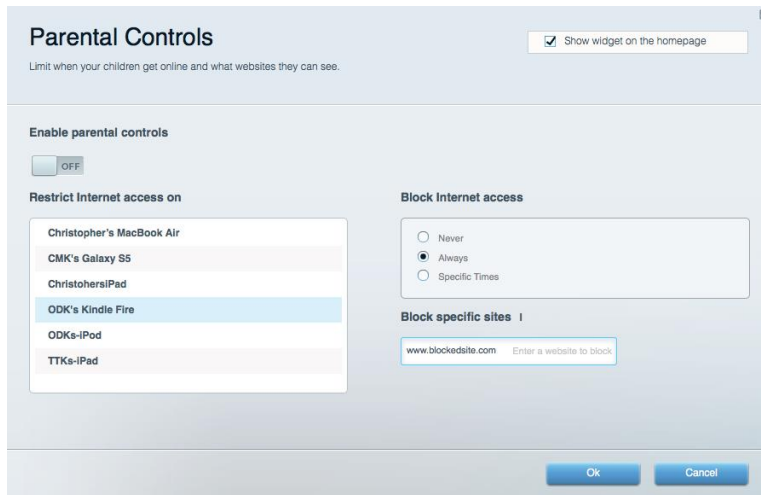 Parental Controls
Show widget on the homepage
Limit when your children get online and what websites they can see.
Enable parental controls
OFF
Restrict Internet access on
Christopher's MacBook Air
CMK's Galaxy S5
ChristohersiPad
ODK's Kindle Fire
ODKs-iPod
TTKs-iPad
Block Internet access
Never
Always
Specific Times
Block specific sites I
www.blockedsite.com Enter a website to block
Ok Cancel